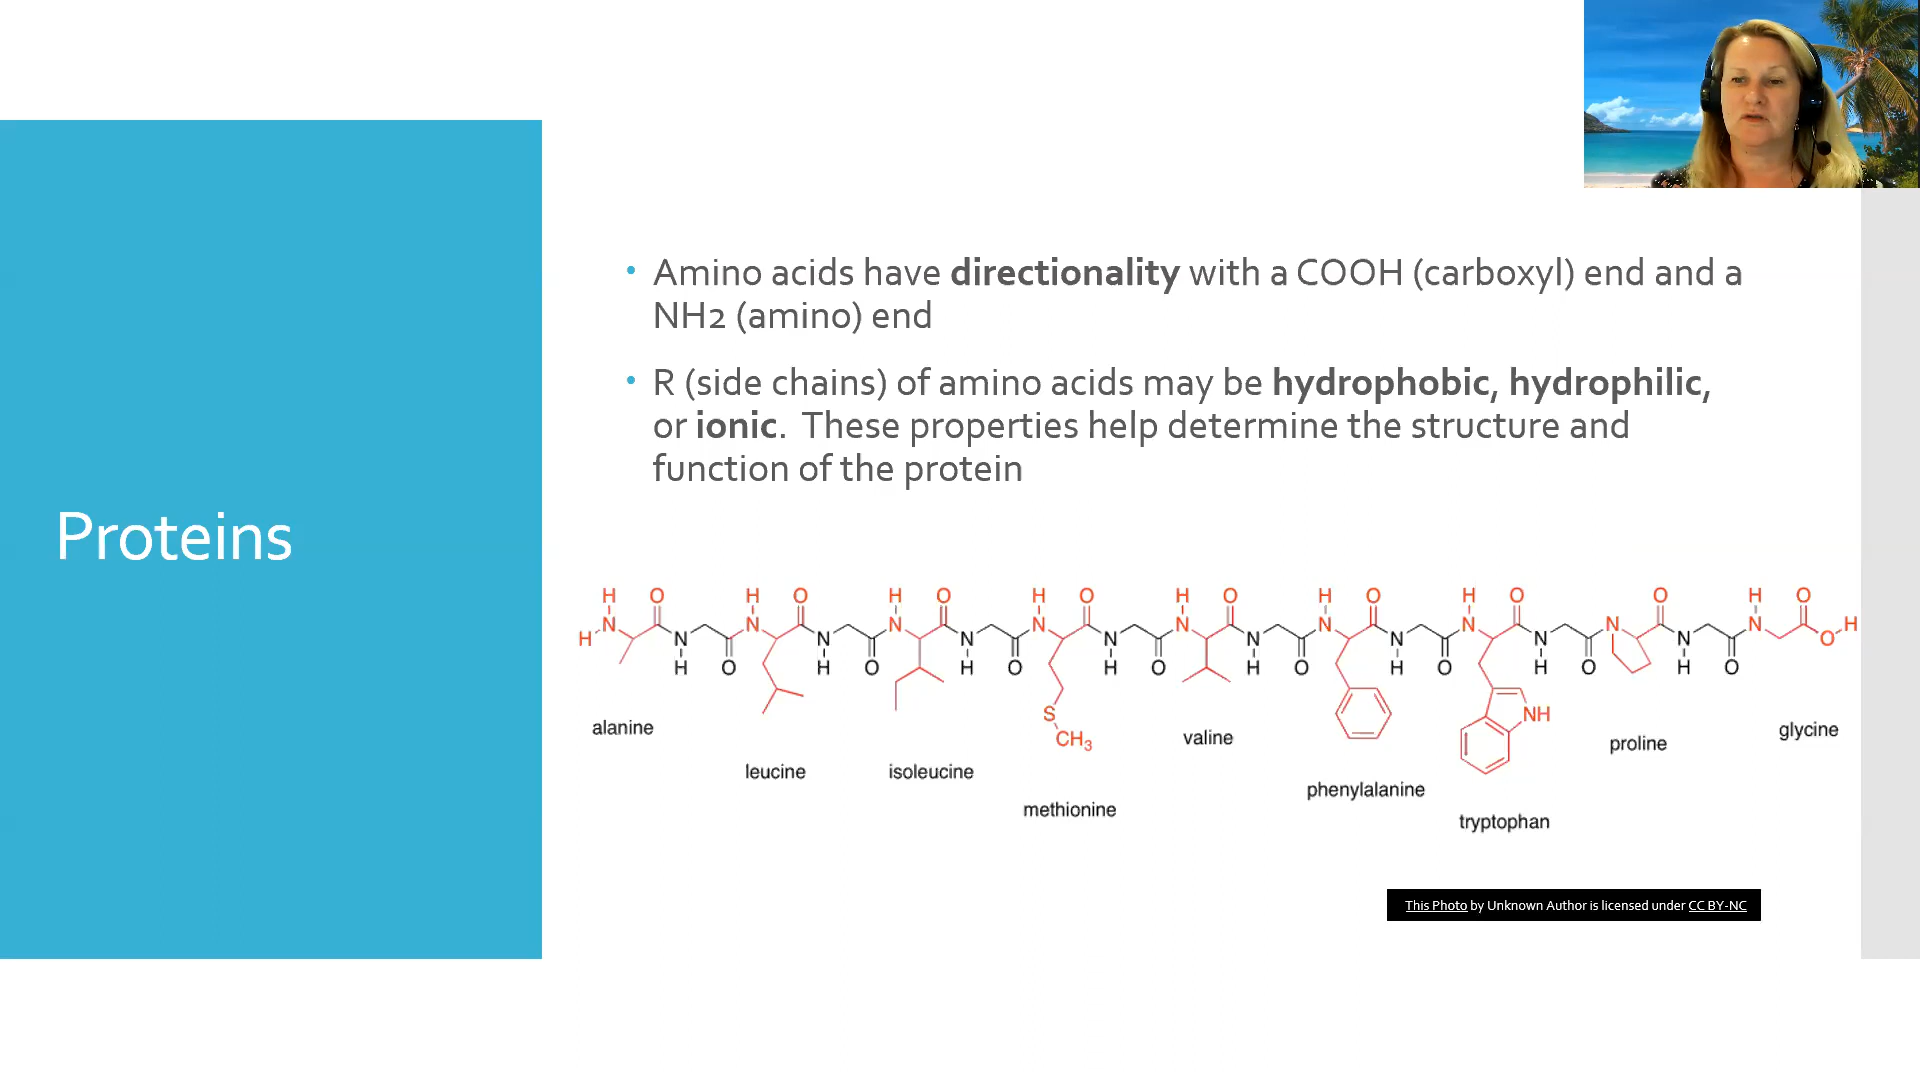 Proteins
• Amino acids have directionality with a COOH (carboxyl) end and a
NH2 (amino) end
• R (side chains) of amino acids may be hydrophobic, hydrophilic,
or ionic. These properties help determine the structure and
function of the protein
H O H O H O H O H O H O H O O H O
H N N N N N N N N N N N N N N N N N N O H
H O H O H O H O H O H O H O H O
S NH
CH3
alanine
valine
glycine
proline
leucine
isoleucine
phenylalanine
methionine
tryptophan
This Photo by Unknown Author is licensed under CC BY-NC